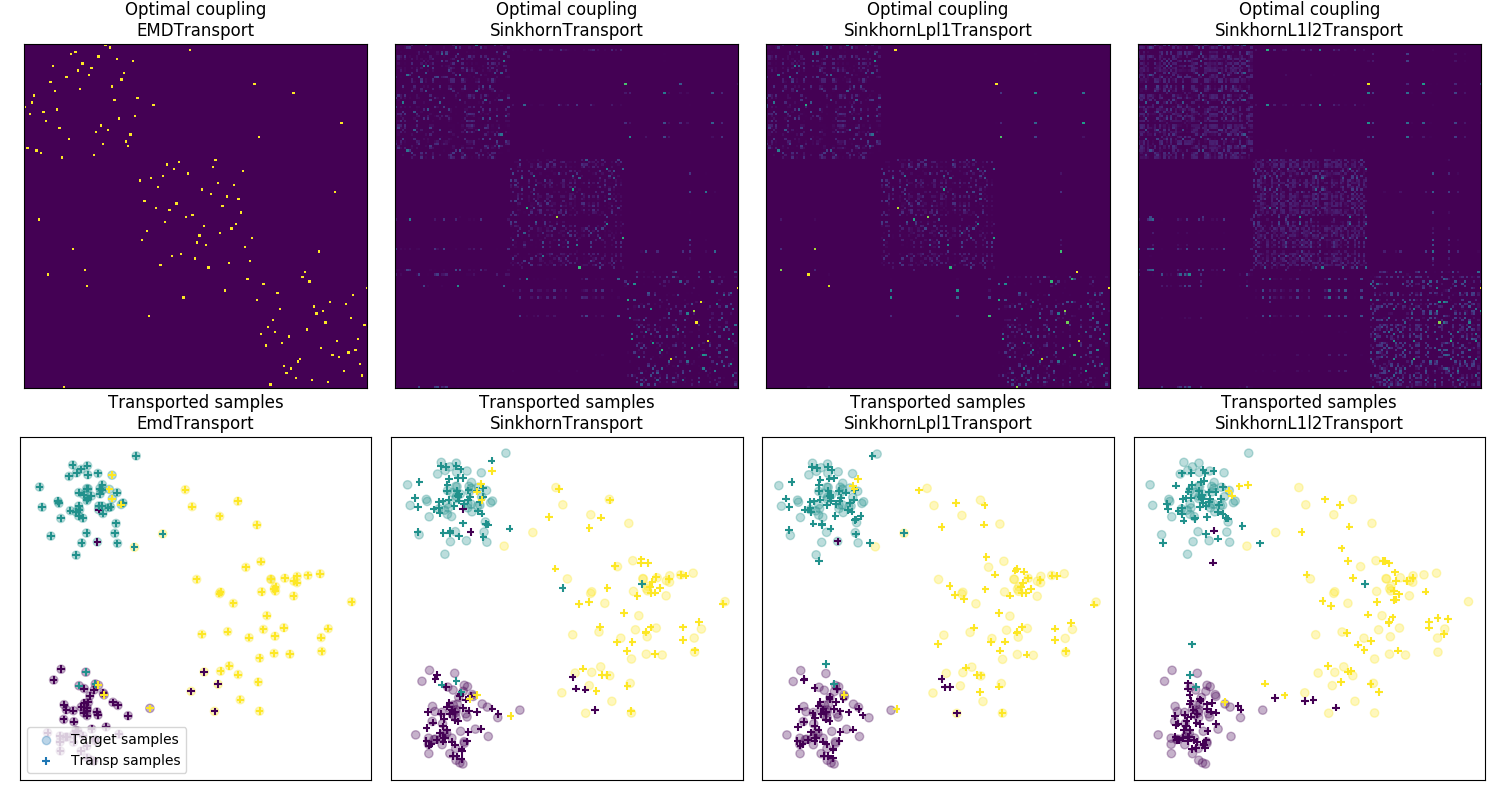 Optimal coupling
EMDTransport
Optimal coupling
SinkhornTransport
Optimal coupling
SinkhornLpl1Transport
Optimal coupling
SinkhornL1l2Transport
Transported samples
EmdTransport
Transported samples
SinkhornTransport
Transported samples
SinkhornLpl1Transport
Transported samples
SinkhornL1l2Transport
Target samples
Transp samples